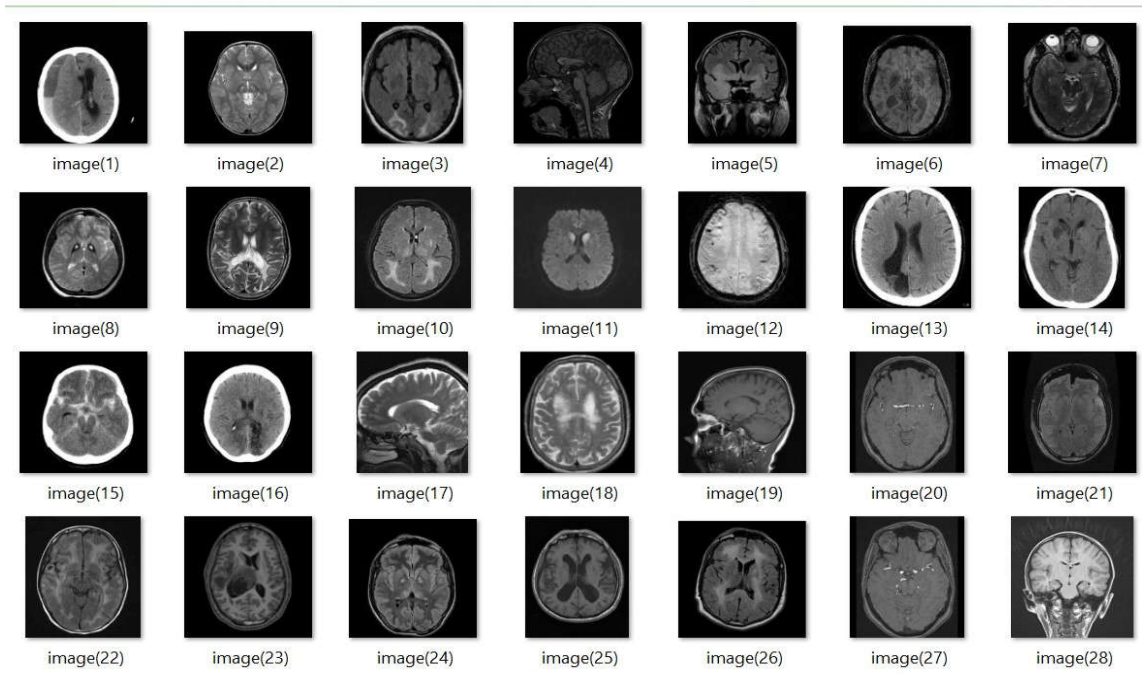 image(1) image(2) image(3) image(4) image(5) image(6) image(7)
image(8) image(9) image(10) image(11) image(12) image(13) image(14)
image(15) image(16) image(17) image(18) image(19) image(20) image(21)
image(22) image(23) image(24) image(25) image(26) image(27) image(28)